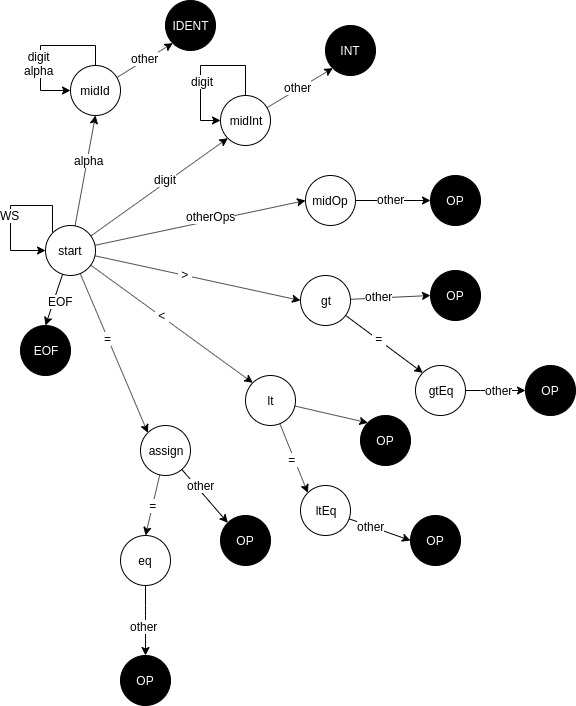 IDENT
digit
alpha
other
INT
midId
digit
other
midInt
alpha
digit
midOp
other
OP
otherOps
WS
start
>
gt
other
OP
EOF
<
=
EOF
=
gtEq
other
OP
lt
OP
assign
=
other
=
ltEq
other
OP
OP
eq
other
OP